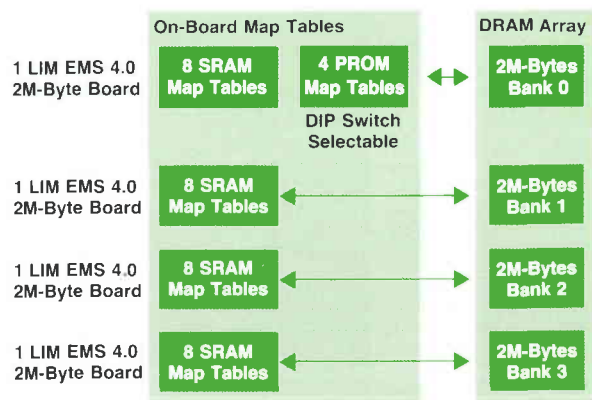 On-Board Map Tables
DRAM Array
1 LIM EMS 4.0
2M-Byte Board
8 SRAM
Map Tables
4 PROM
Map Tables
DIP Switch
Selectable
2M-Bytes
Bank 0
1 LIM EMS 4.0
2M-Byte Board
8 SRAM
Map Tables
2M-Bytes
Bank 1
1 LIM EMS 4.0
2M-Byte Board
8 SRAM
Map Tables
2M-Bytes
Bank 2
1 LIM EMS 4.0
2M-Byte Board
8 SRAM
Map Tables
2M-Bytes
Bank 3